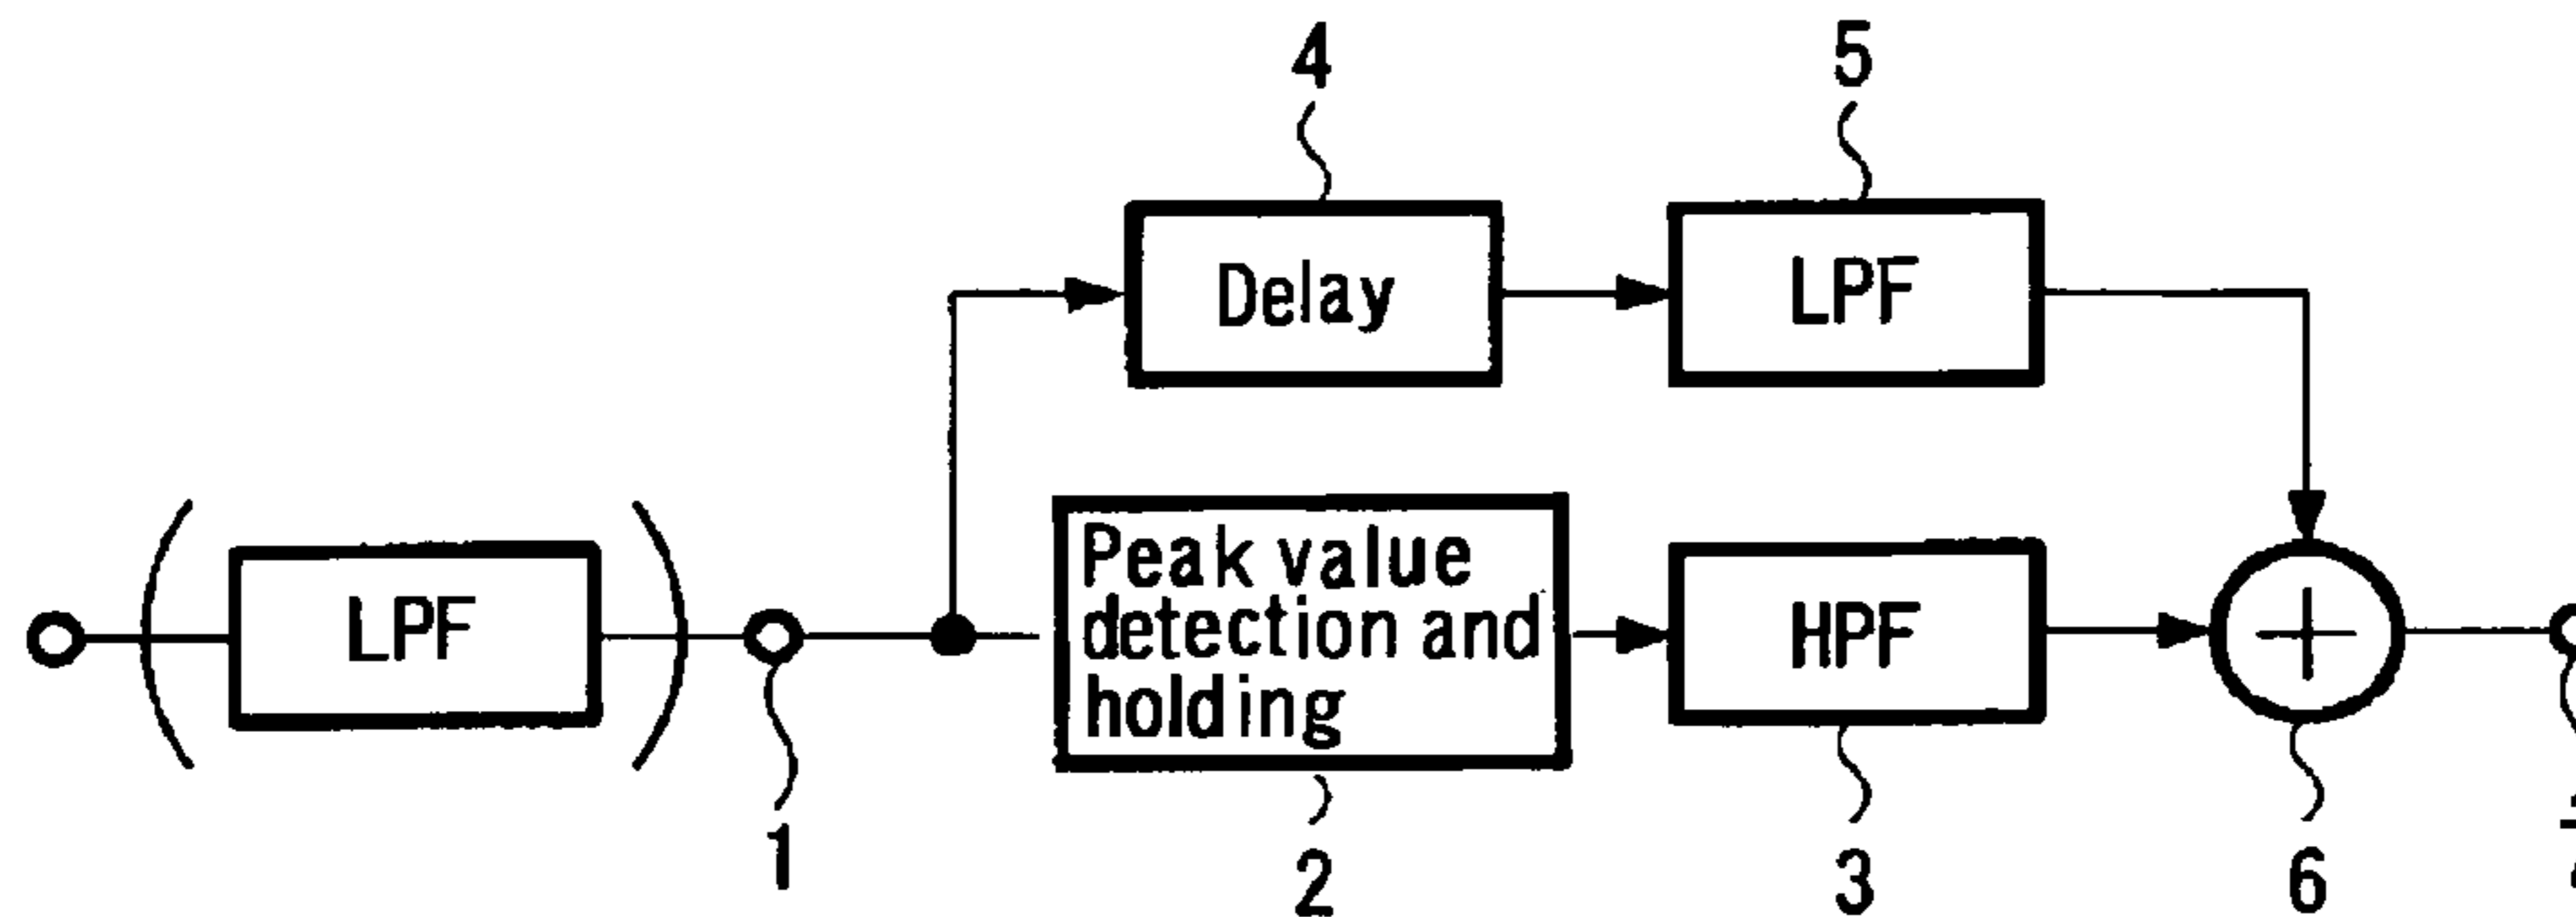 4 5
Delay LPF
LPF
Peak value
detection and
holding
HPF
+
1 2 3 6